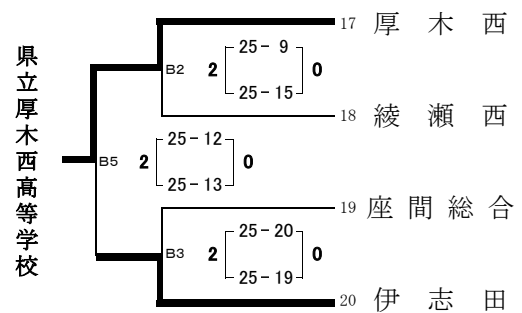 17 厚木西
25- 9
B2 2 0
25-15
18 綾瀬西
県立厚木西高等学校
25-12
B5 2 0
25-13
19 座間総合
25-20
B3 2 0
25-19
20 伊志田